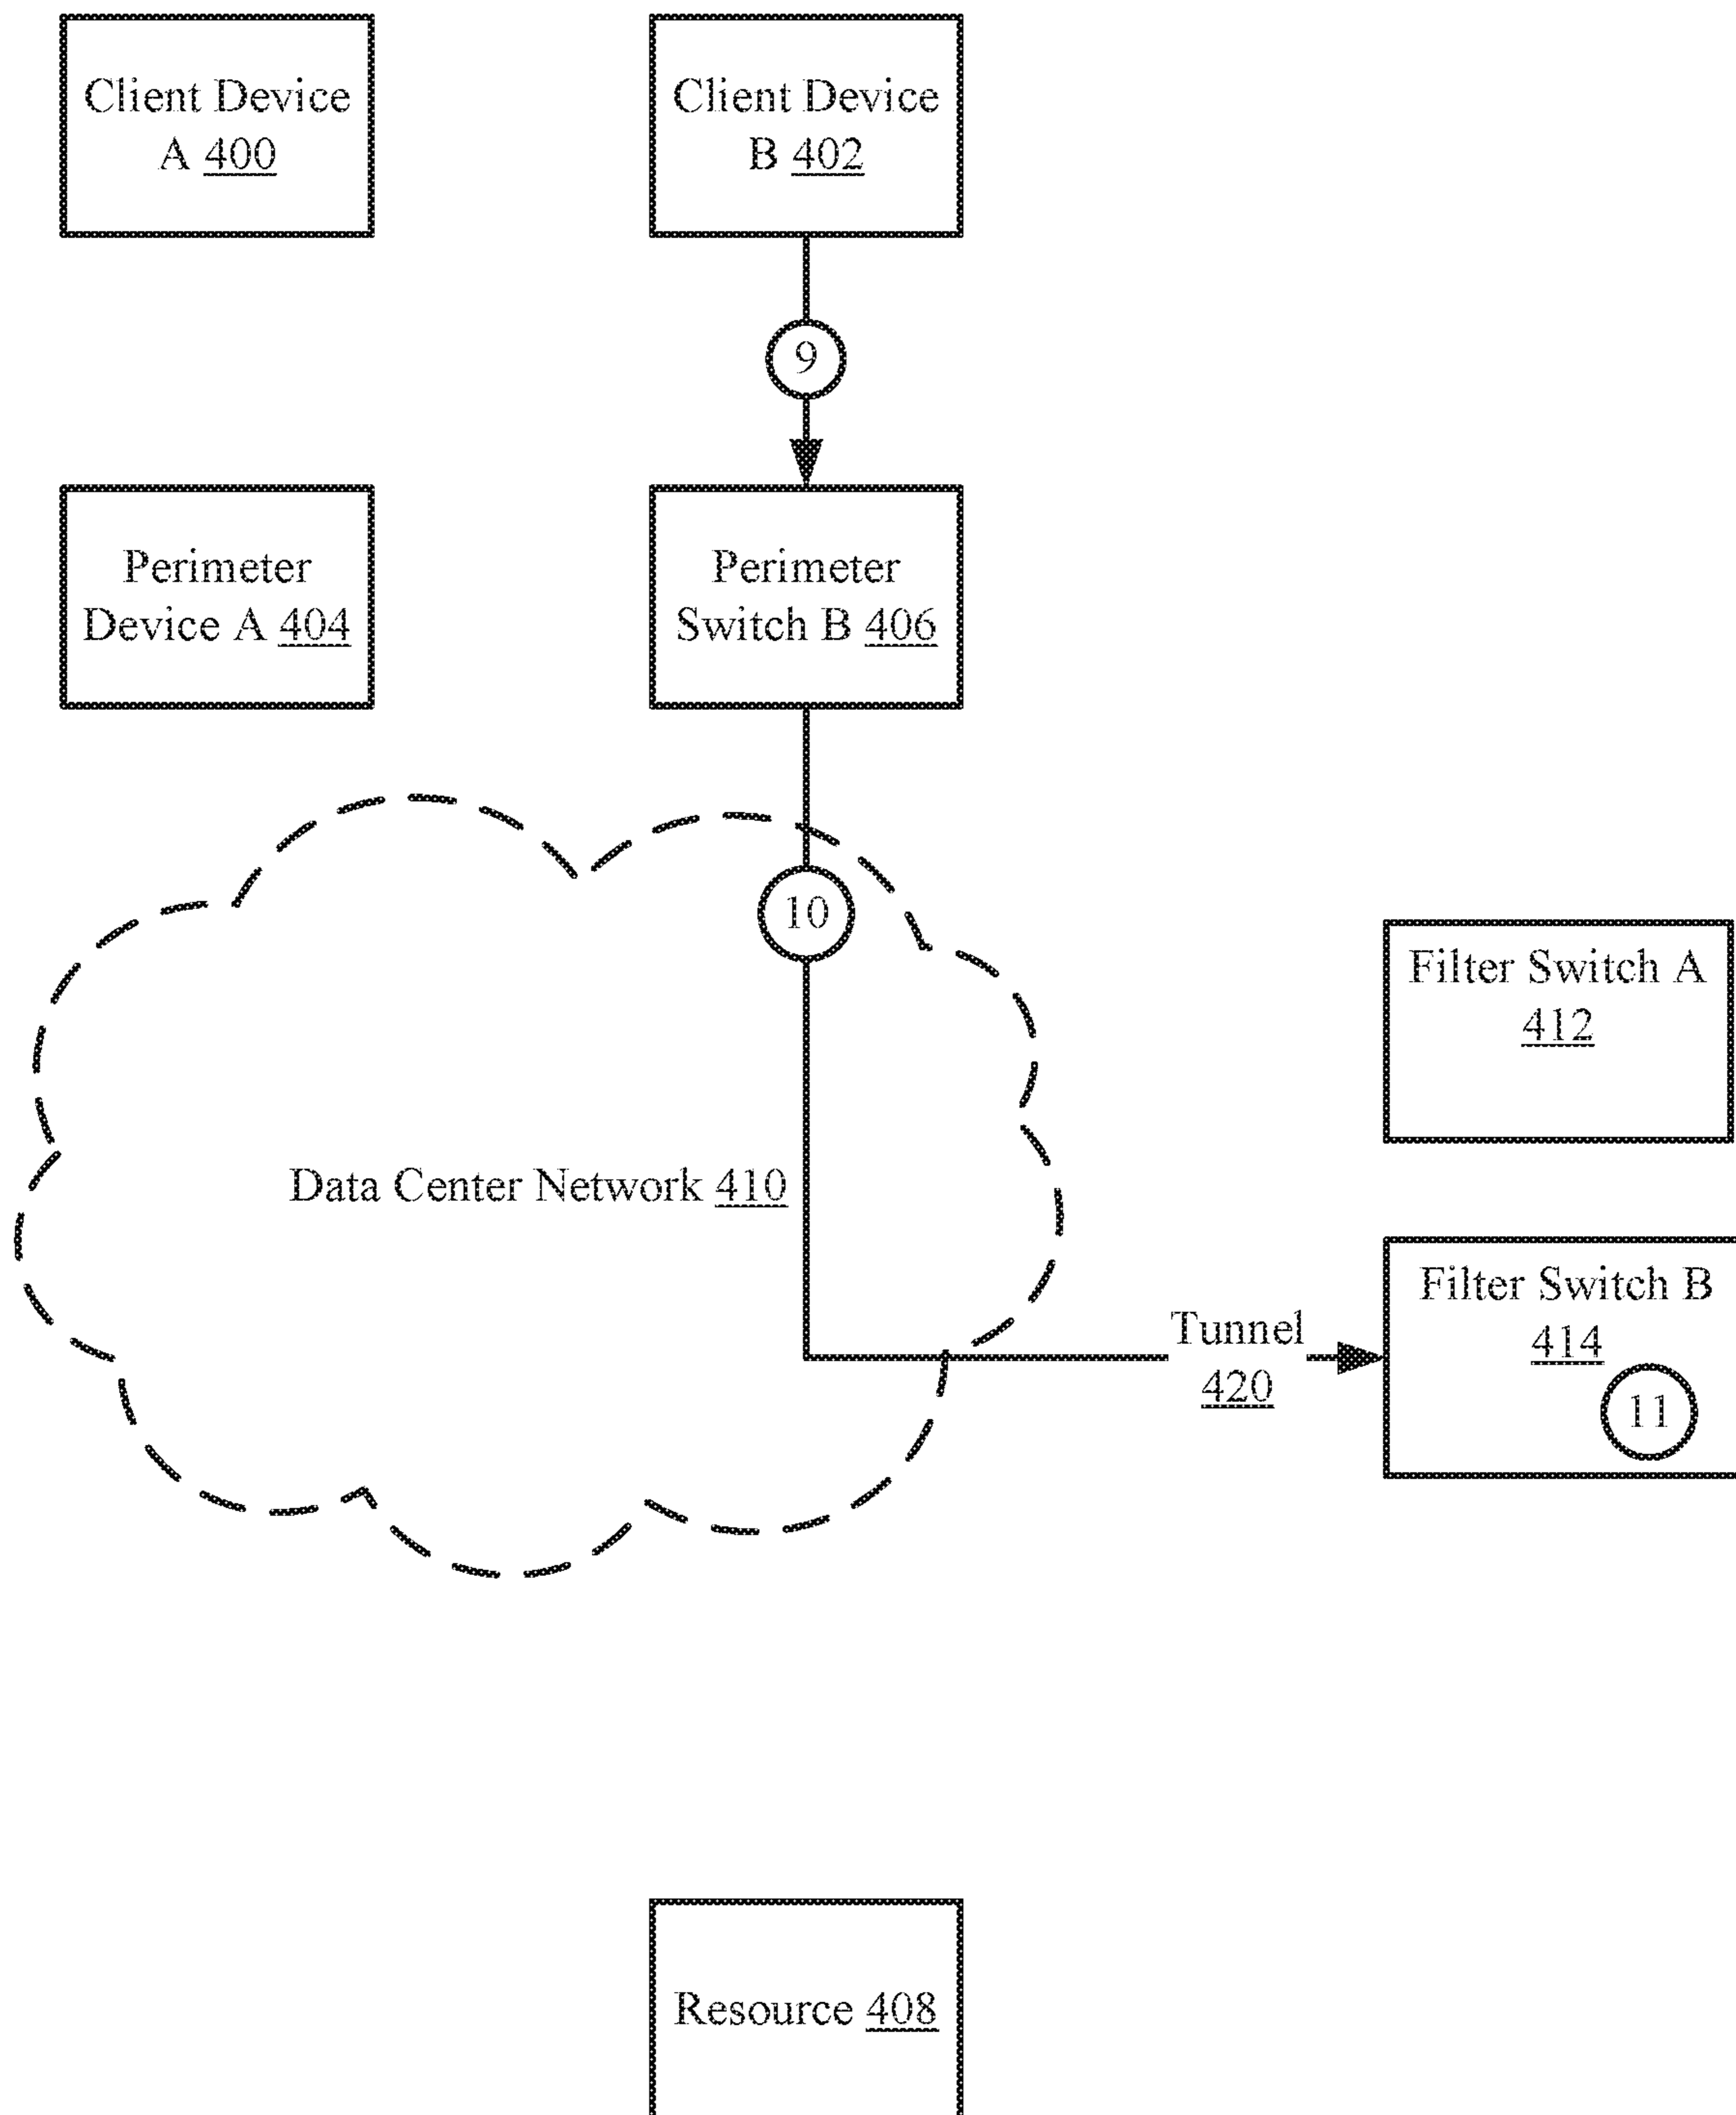 Client Device
A 400
Client Device
B 402
9
Perimeter
Device A 404
Perimeter
Switch B 406
10
Filter Switch A
412
Data Center Network 410
Filter Switch B
414
Tunnel
420
11
Resource 408